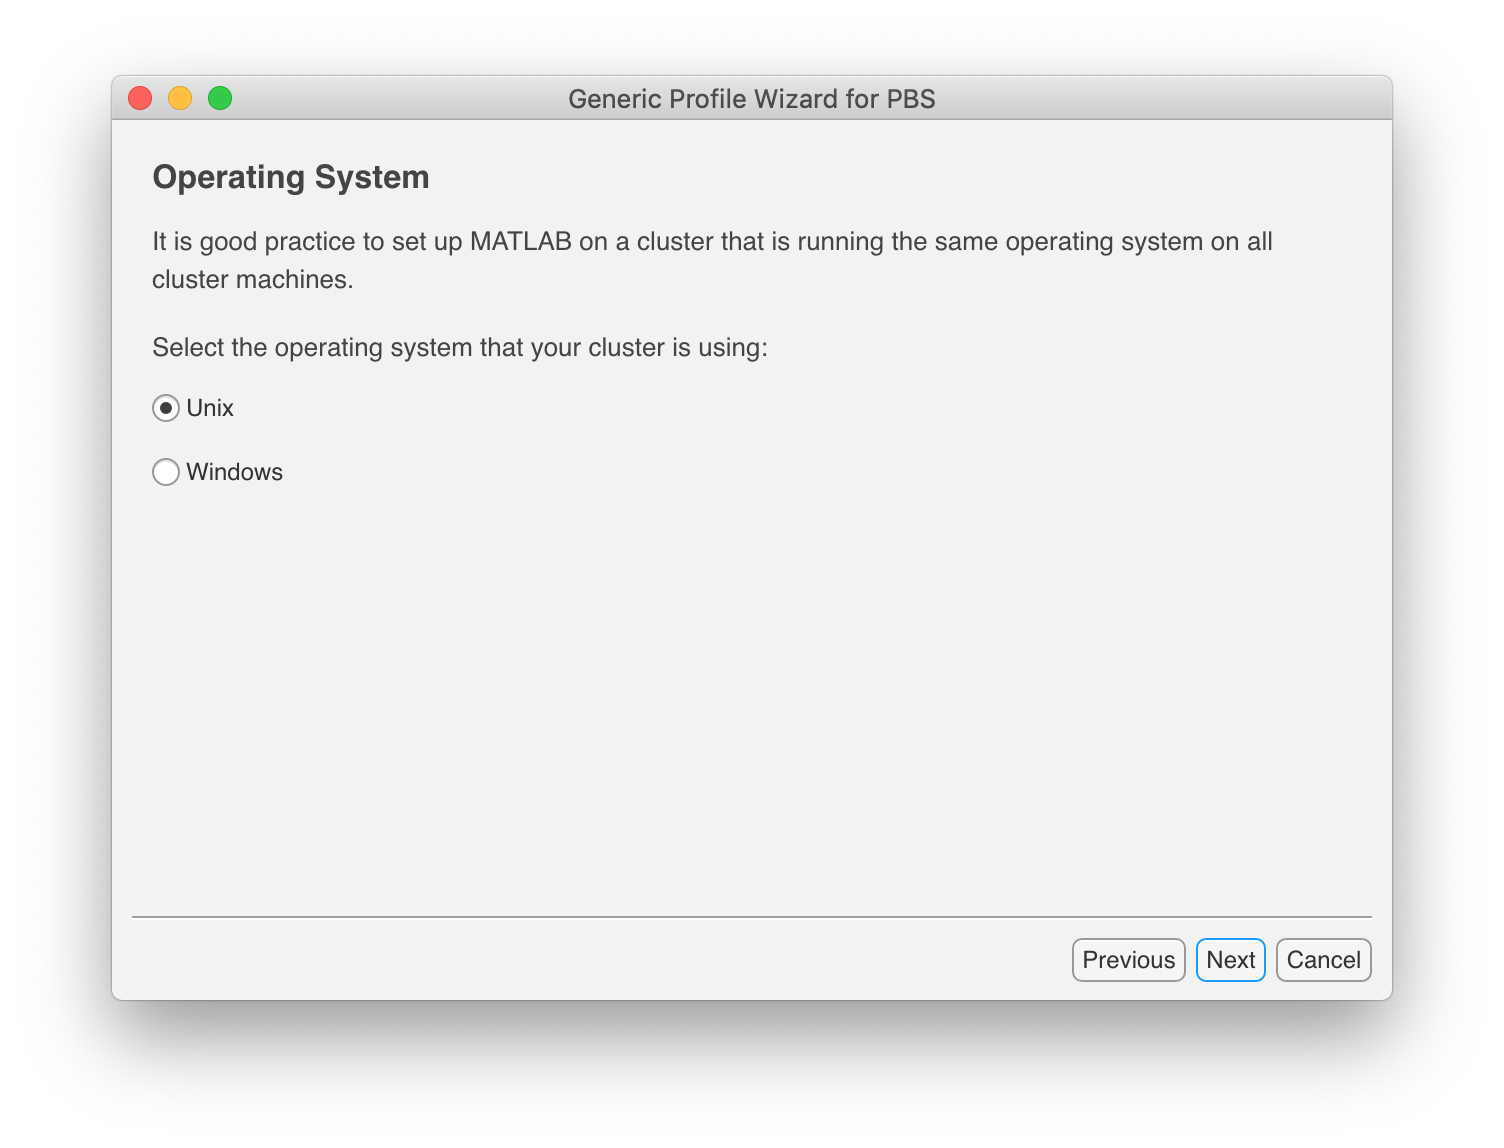 Generic Profile Wizard for PBS
Operating System
It is good practice to set up MATLAB on a cluster that is running the same operating system on all
cluster machines.
Select the operating system that your cluster is using:
Unix
Windows
Previous Next Cancel